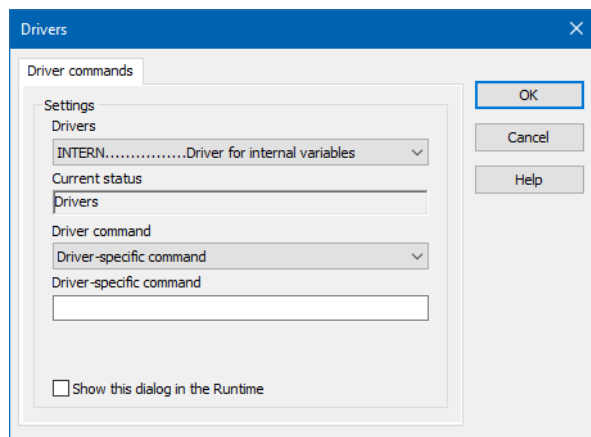 Drivers
Driver commands
Settings
Drivers
INTERN................Driver for internal variables
Current status
Drivers
Driver command
Driver-specific command
Driver-specific command
Show this dialog in the Runtime
OK
Cancel
Help